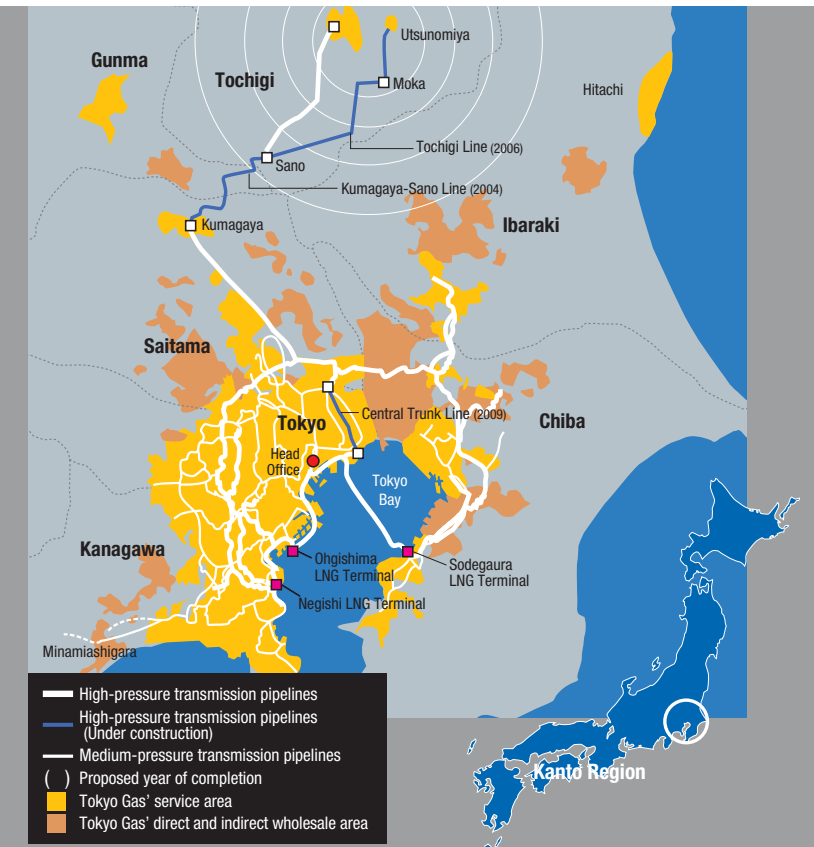 Utsunomiya
Gunma
Tochigi
Moka
Hitachi
Tochigi Line (2006)
Sano
Kumagaya-Sano Line (2004)
Kumagaya
Ibaraki
Saitama
Central Trunk Line (2009)
Chiba
Tokyo
Head
Office
Tokyo
Bay
Kanagawa
Ohgishima
LNG Terminal
Sodegaura
LNG Terminal
Negishi LNG Terminal
Minamiashigara
High-pressure transmission pipelines
High-pressure transmission pipelines
(Under construction)
Medium-pressure transmission pipelines
( ) Proposed year of completion
Tokyo Gas’ service area
Tokyo Gas’ direct and indirect wholesale area
Kanto Region